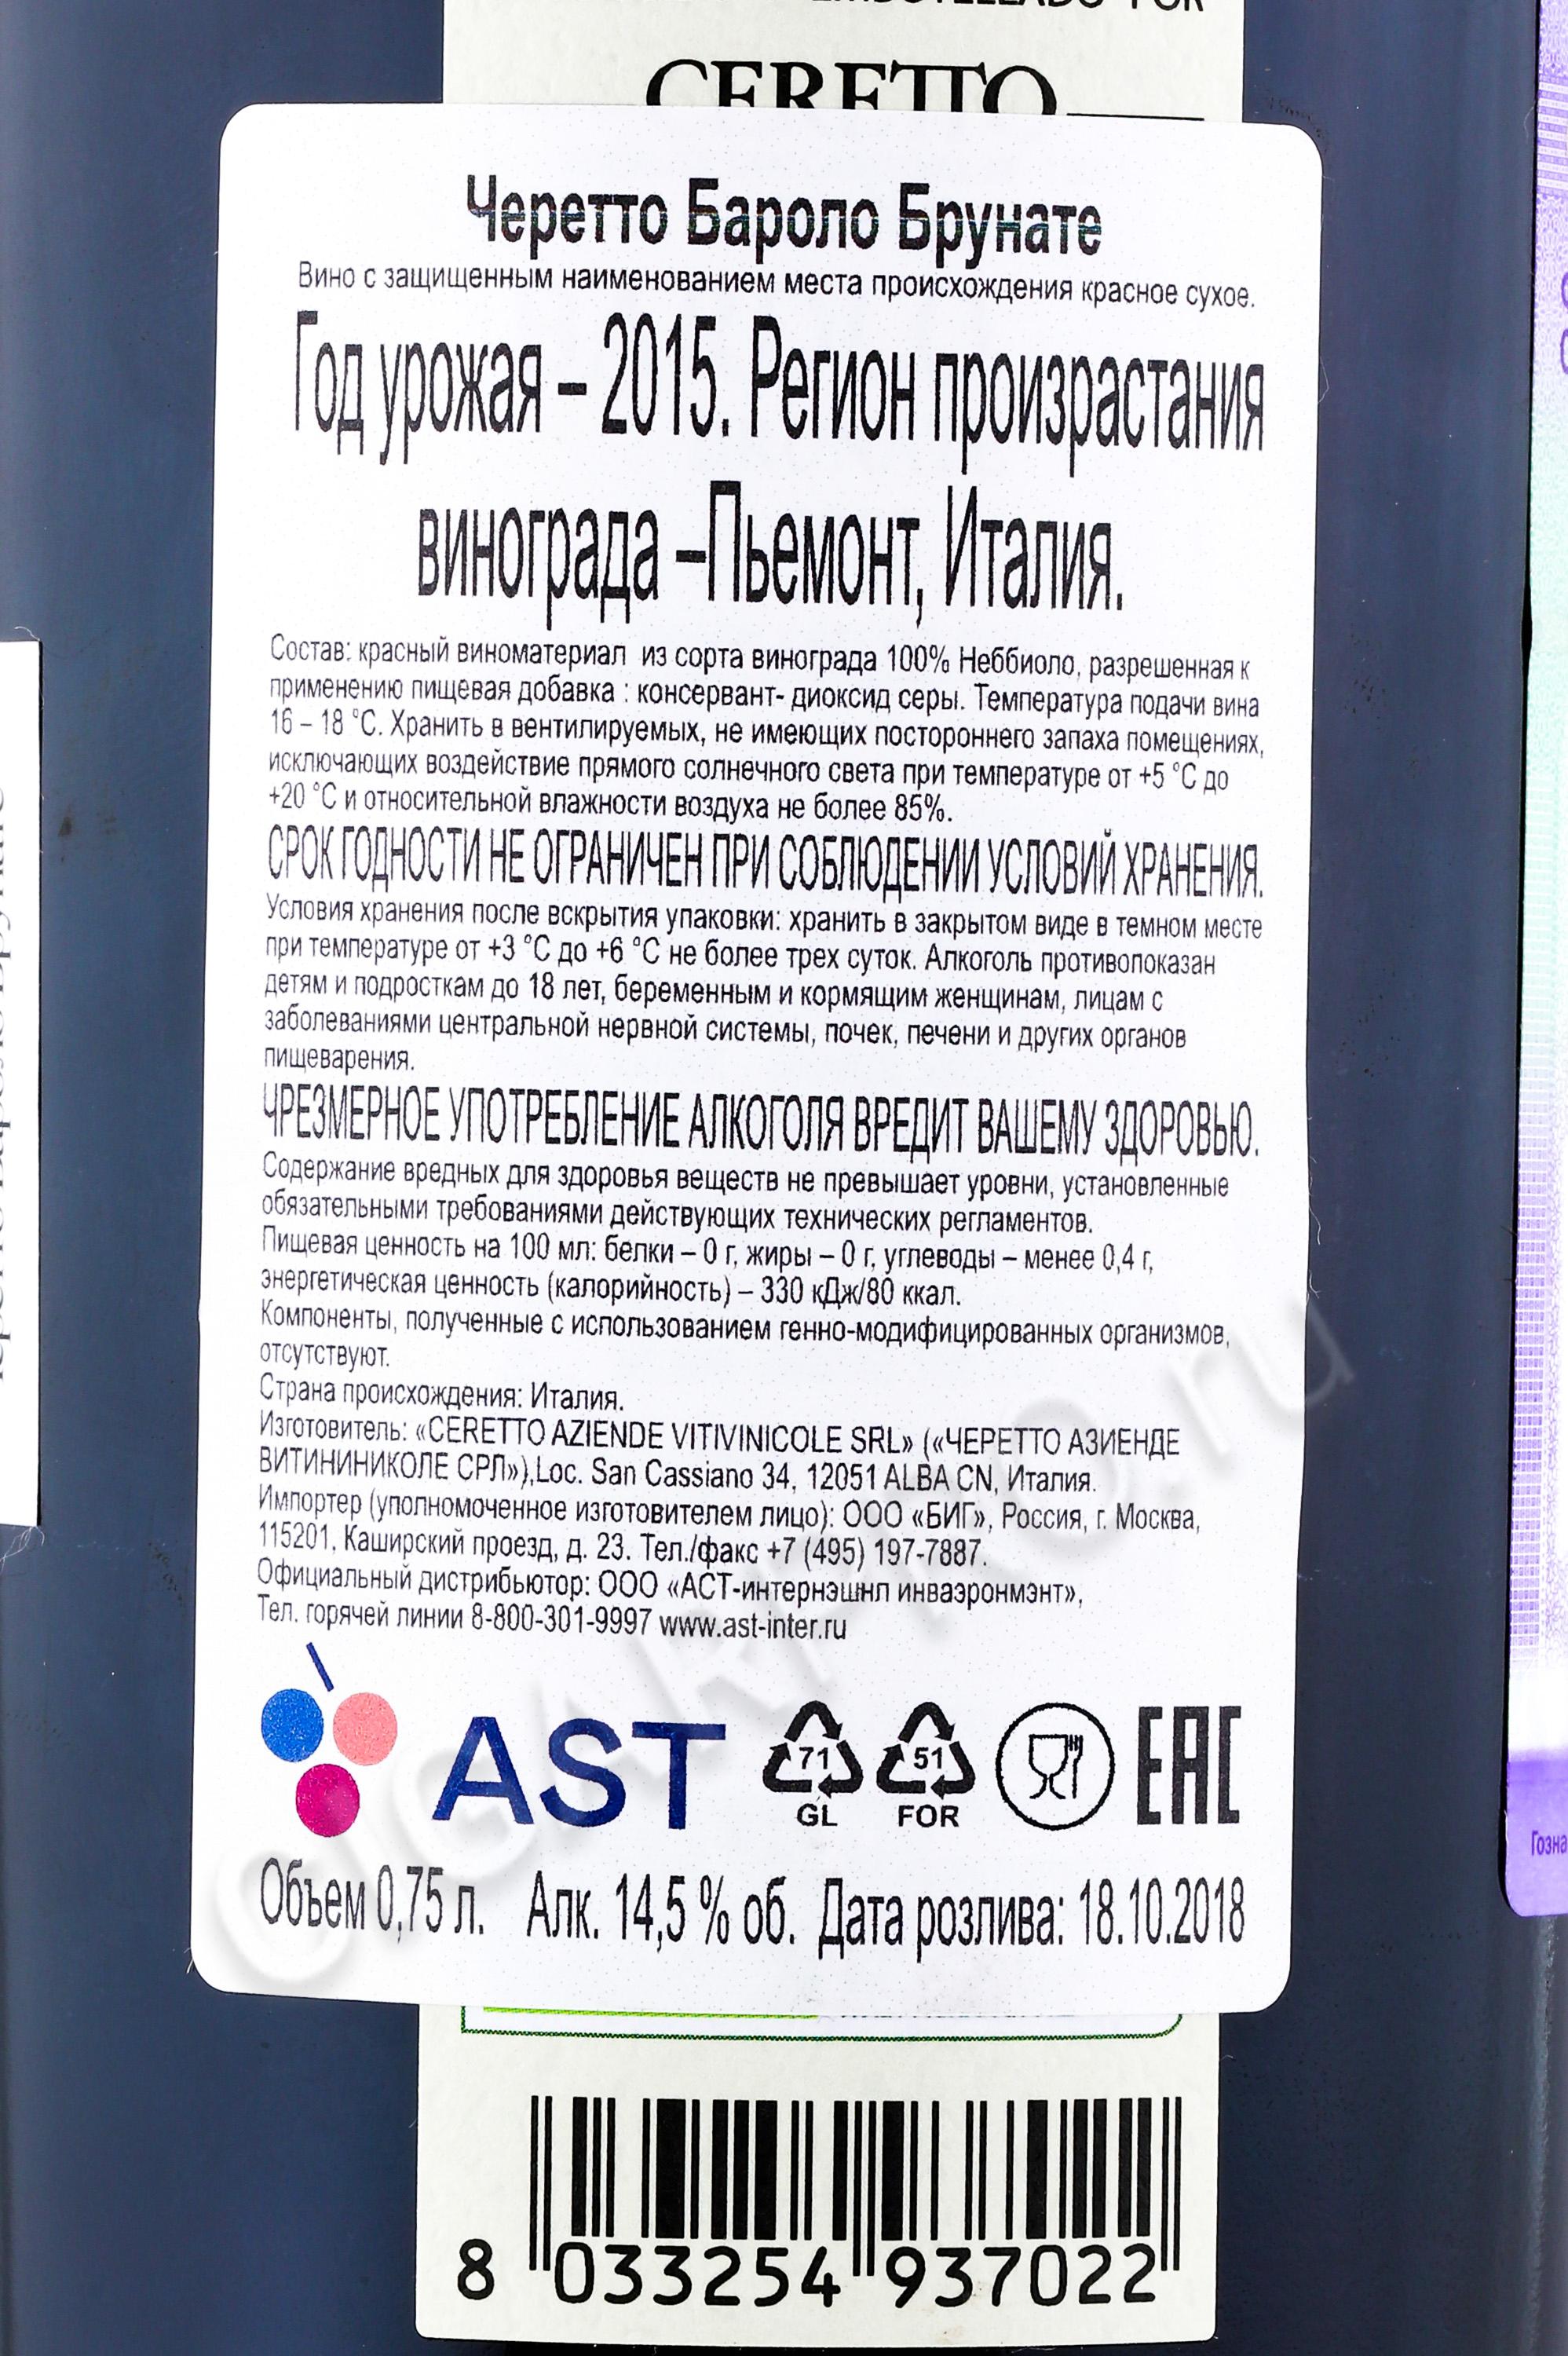 CERETTO
Черетто Бароло Брунате
Вино с защищенным наименованием места происхождения красное сухое.
Год урожая – 2015. Регион произрастания
винограда –Пьемонт, Италия.
Состав: красный виноматериал из сорта винограда 100% Неббиоло, разрешенная к
применению пищевая добавка : консервант- диоксид серы. Температура подачи вина
16 – 18 °C. Хранить в вентилируемых, не имеющих постороннего запаха помещениях,
исключающих воздействие прямого солнечного света при температуре от +5 °C до
+20 °C и относительной влажности воздуха не более 85%.
СРОК ГОДНОСТИ НЕ ОГРАНИЧЕН ПРИ СОБЛЮДЕНИИ УСЛОВИЙ ХРАНЕНИЯ.
Условия хранения после вскрытия упаковки: хранить в закрытом виде в темном месте
при температуре от +3 °C до +6 °C не более трех суток. Алкоголь противопоказан
детям и подросткам до 18 лет, беременным и кормящим женщинам, лицам с
заболеваниями центральной нервной системы, почек, печени и других органов
пищеварения.
ЧРЕЗМЕРНОЕ УПОТРЕБЛЕНИЕ АЛКОГОЛЯ ВРЕДИТ ВАШЕМУ ЗДОРОВЬЮ.
Содержание вредных для здоровья веществ не превышает уровни, установленные
обязательными требованиями действующих технических регламентов.
Пищевая ценность на 100 мл: белки – 0 г, жиры – 0 г, углеводы – менее 0,4 г,
энергетическая ценность (калорийность) – 330 кДж/80 ккал.
Компоненты, полученные с использованием генно-модифицированных организмов,
отсутствуют.
Страна происхождения: Италия.
Изготовитель: «CERETTO AZIENDE VITIVINICOLE SRL» («ЧЕРЕТТО АЗИЕНДЕ
ВИТИНИНИКОЛЕ СРЛ»),Loc. San Cassiano 34, 12051 ALBA CN, Италия.
Импортер (уполномоченное изготовителем лицо): ООО «БИГ», Россия, г. Москва,
115201, Каширский проезд, д. 23. Тел./факс +7 (495) 197-7887.
Официальный дистрибьютор: ООО «АСТ-интернэшнл инваэронмэнт»,
Тел. горячей линии 8-800-301-9997 www.ast-inter.ru
AST 71 51 EAC
GL FOR
Объем 0,75 л. Алк. 14,5 % об. Дата розлива: 18.10.2018
8 033254 937022